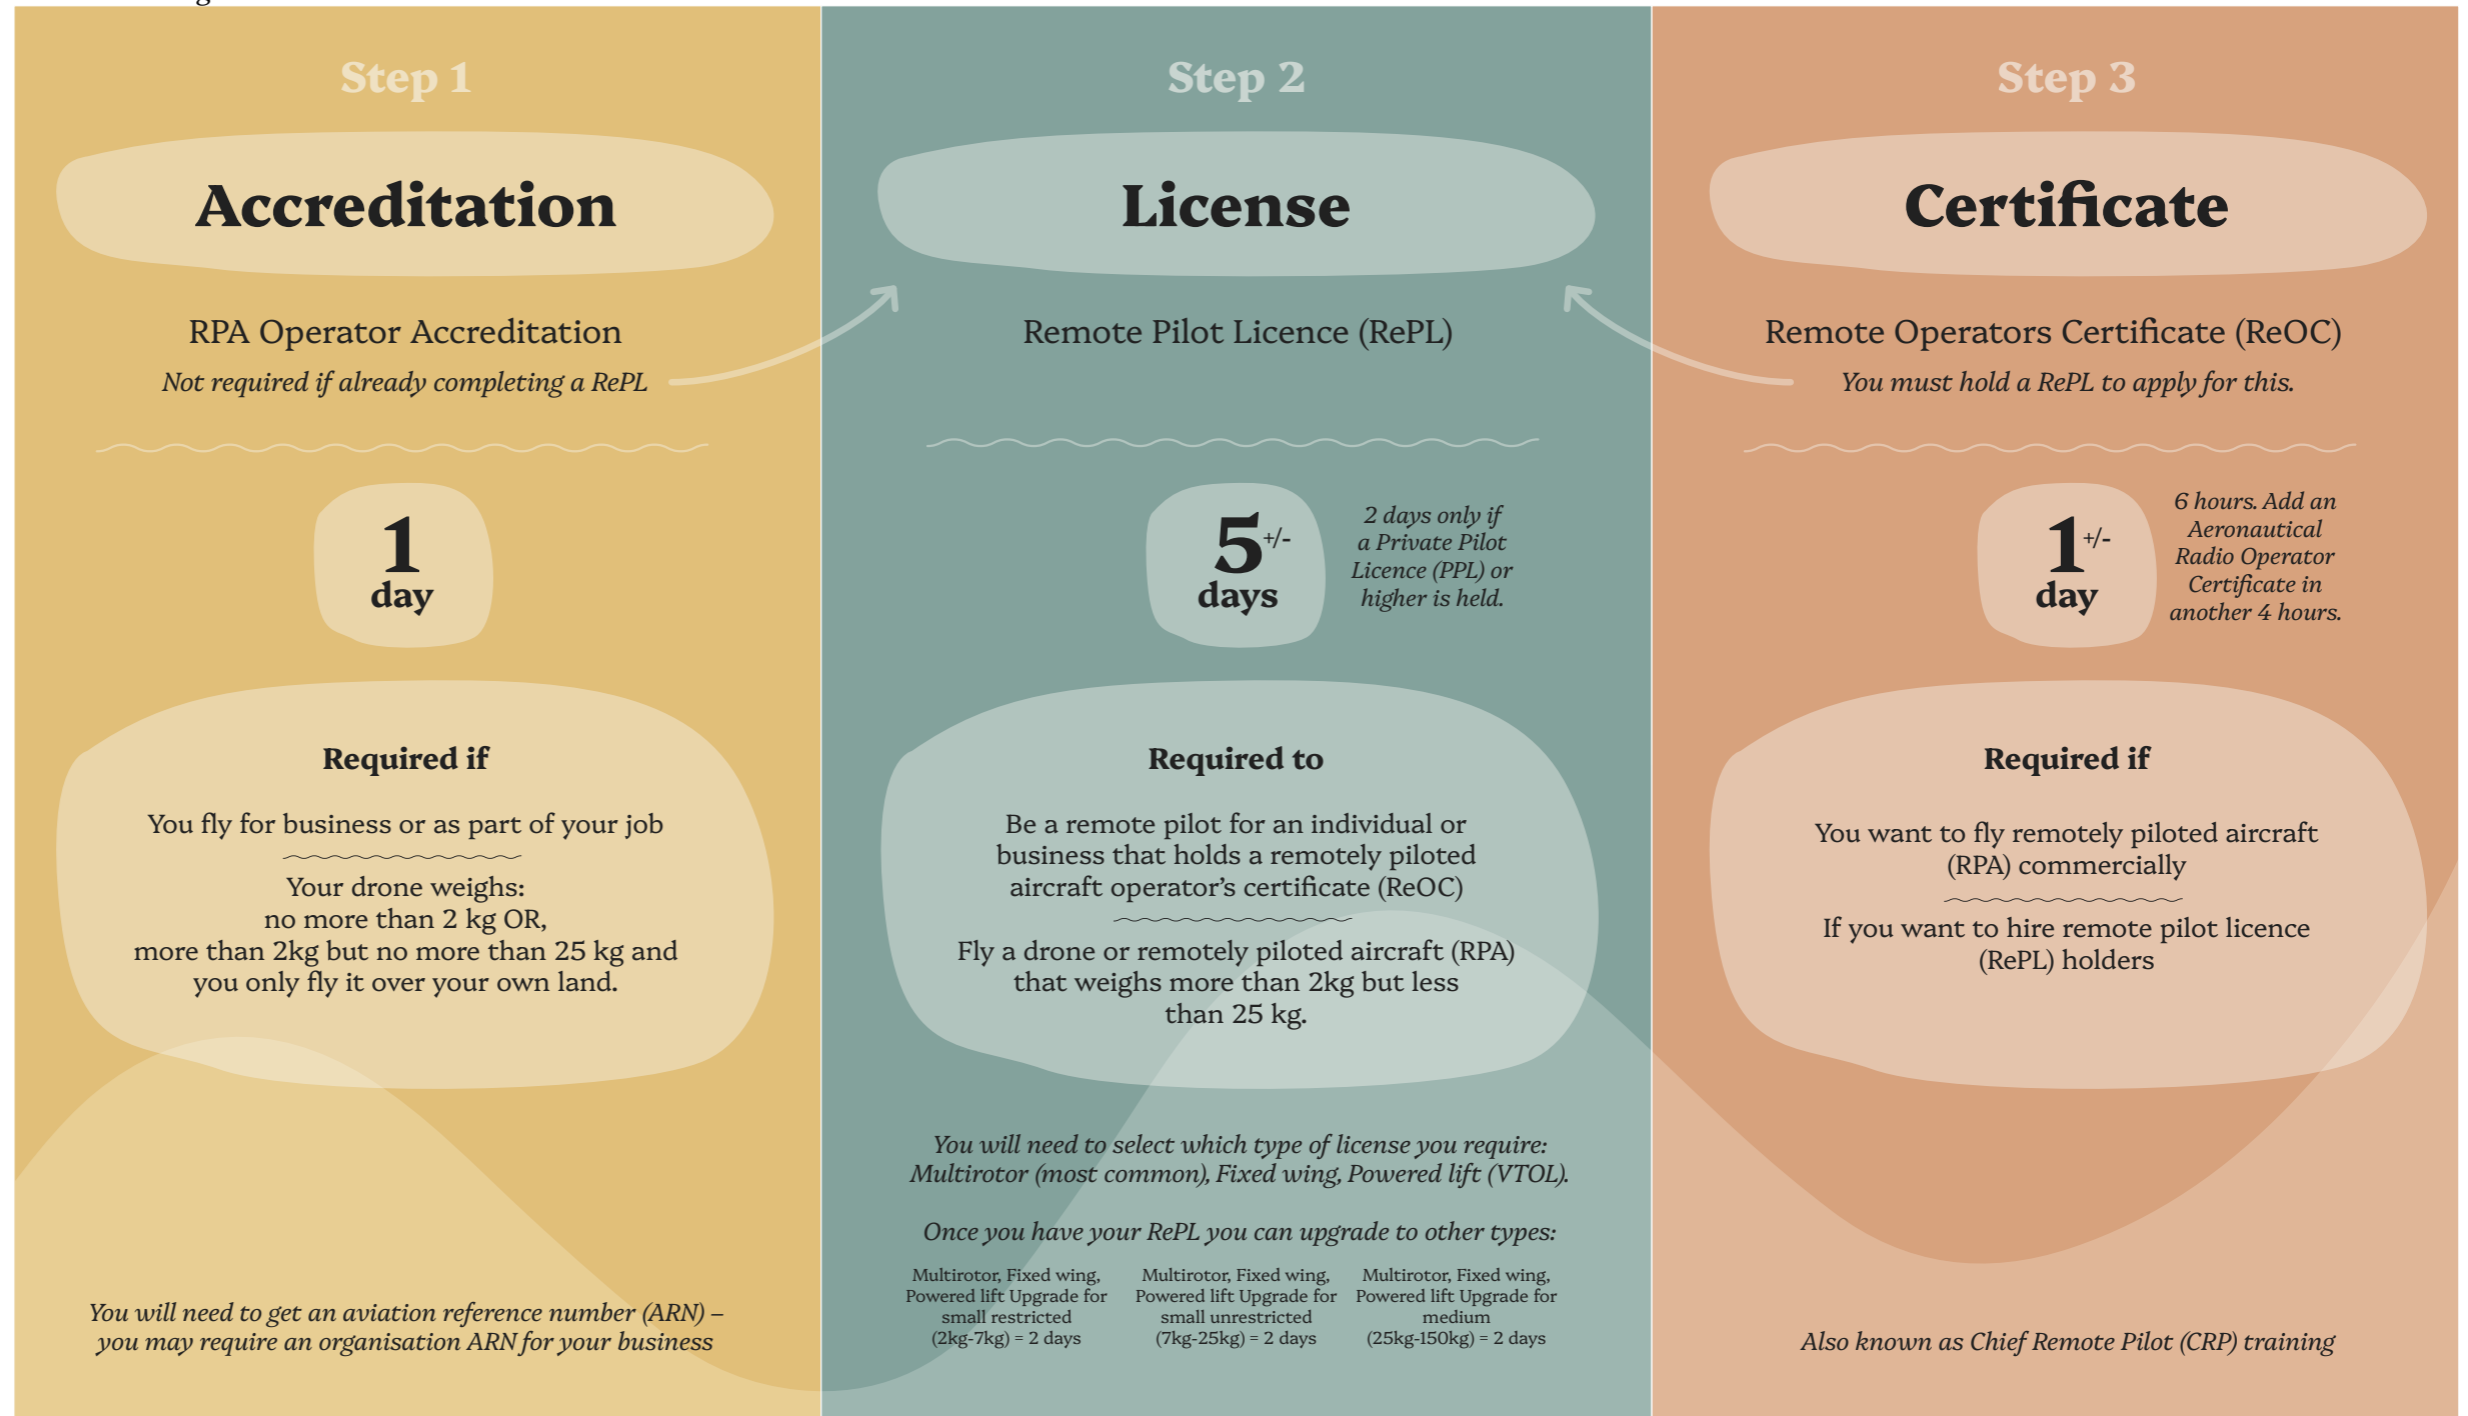 Step 1
Accreditation
RPA Operator Accreditation
Not required if already completing a RePL
1
day
Required if
You fly for business or as part of your job
Your drone weighs:
no more than 2 kg OR,
more than 2kg but no more than 25 kg and
you only fly it over your own land.
You will need to get an aviation reference number (ARN) –
you may require an organisation ARN for your business
Step 2
License
Remote Pilot Licence (RePL)
5+/-
days
2 days only if
a Private Pilot
Licence (PPL) or
higher is held.
Required to
Be a remote pilot for an individual or
business that holds a remotely piloted
aircraft operator’s certificate (ReOC)
Fly a drone or remotely piloted aircraft (RPA)
that weighs more than 2kg but less
than 25 kg.
You will need to select which type of license you require:
Multirotor (most common), Fixed wing, Powered lift (VTOL).
Once you have your RePL you can upgrade to other types:
Multirotor, Fixed wing,
Powered lift Upgrade for
small restricted
(2kg-7kg) = 2 days
Multirotor, Fixed wing,
Powered lift Upgrade for
small unrestricted
(7kg-25kg) = 2 days
Multirotor, Fixed wing,
Powered lift Upgrade for
medium
(25kg-150kg) = 2 days
Step 3
Certificate
Remote Operators Certificate (ReOC)
You must hold a RePL to apply for this.
1+/-
day
6 hours. Add an
Aeronautical
Radio Operator
Certificate in
another 4 hours.
Required if
You want to fly remotely piloted aircraft
(RPA) commercially
If you want to hire remote pilot licence
(RePL) holders
Also known as Chief Remote Pilot (CRP) training